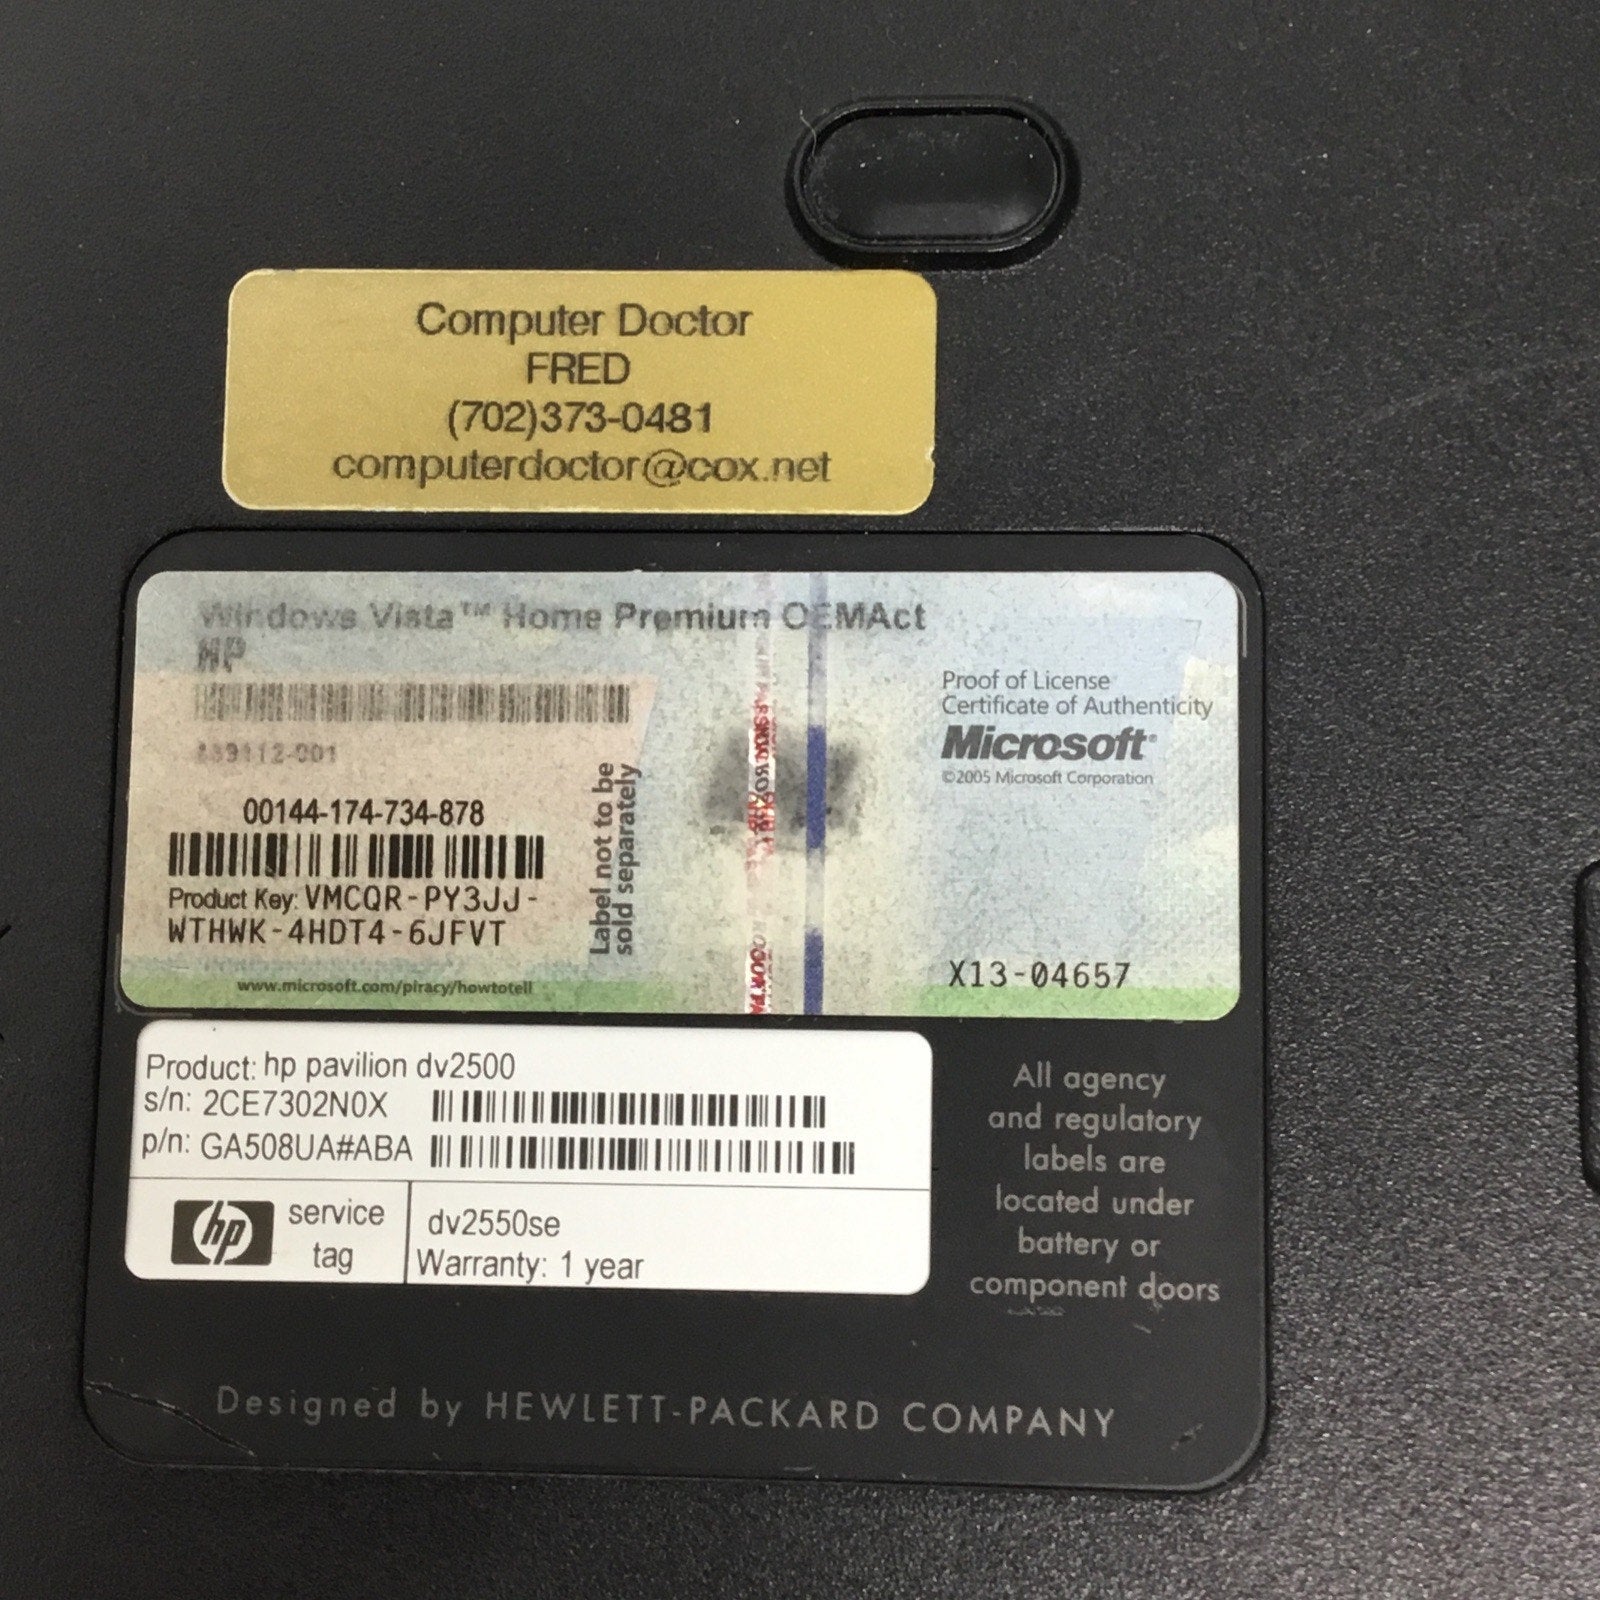 Computer Doctor
FRED
(702)373-0481
computerdoctor@cox.net
Windows Vista™ Home Premium OEMAct
HP
00144-174-734-878
Product Key: VMCQR-PY3JJ-
WTHWK-4HDT4-6JFVT
www.microsoft.com/piracy/howtotell
Label not to be
sold separately
Proof of License
Certificate of Authenticity
Microsoft®
©2005 Microsoft Corporation
X13-04657
Product: hp pavilion dv2500
s/n: 2CE7302N0X
p/n: GA508UA#ABA
hp
service
tag
dv2550se
Warranty: 1 year
All agency
and regulatory
labels are
located under
battery or
component doors
Designed by HEWLETT-PACKARD COMPANY